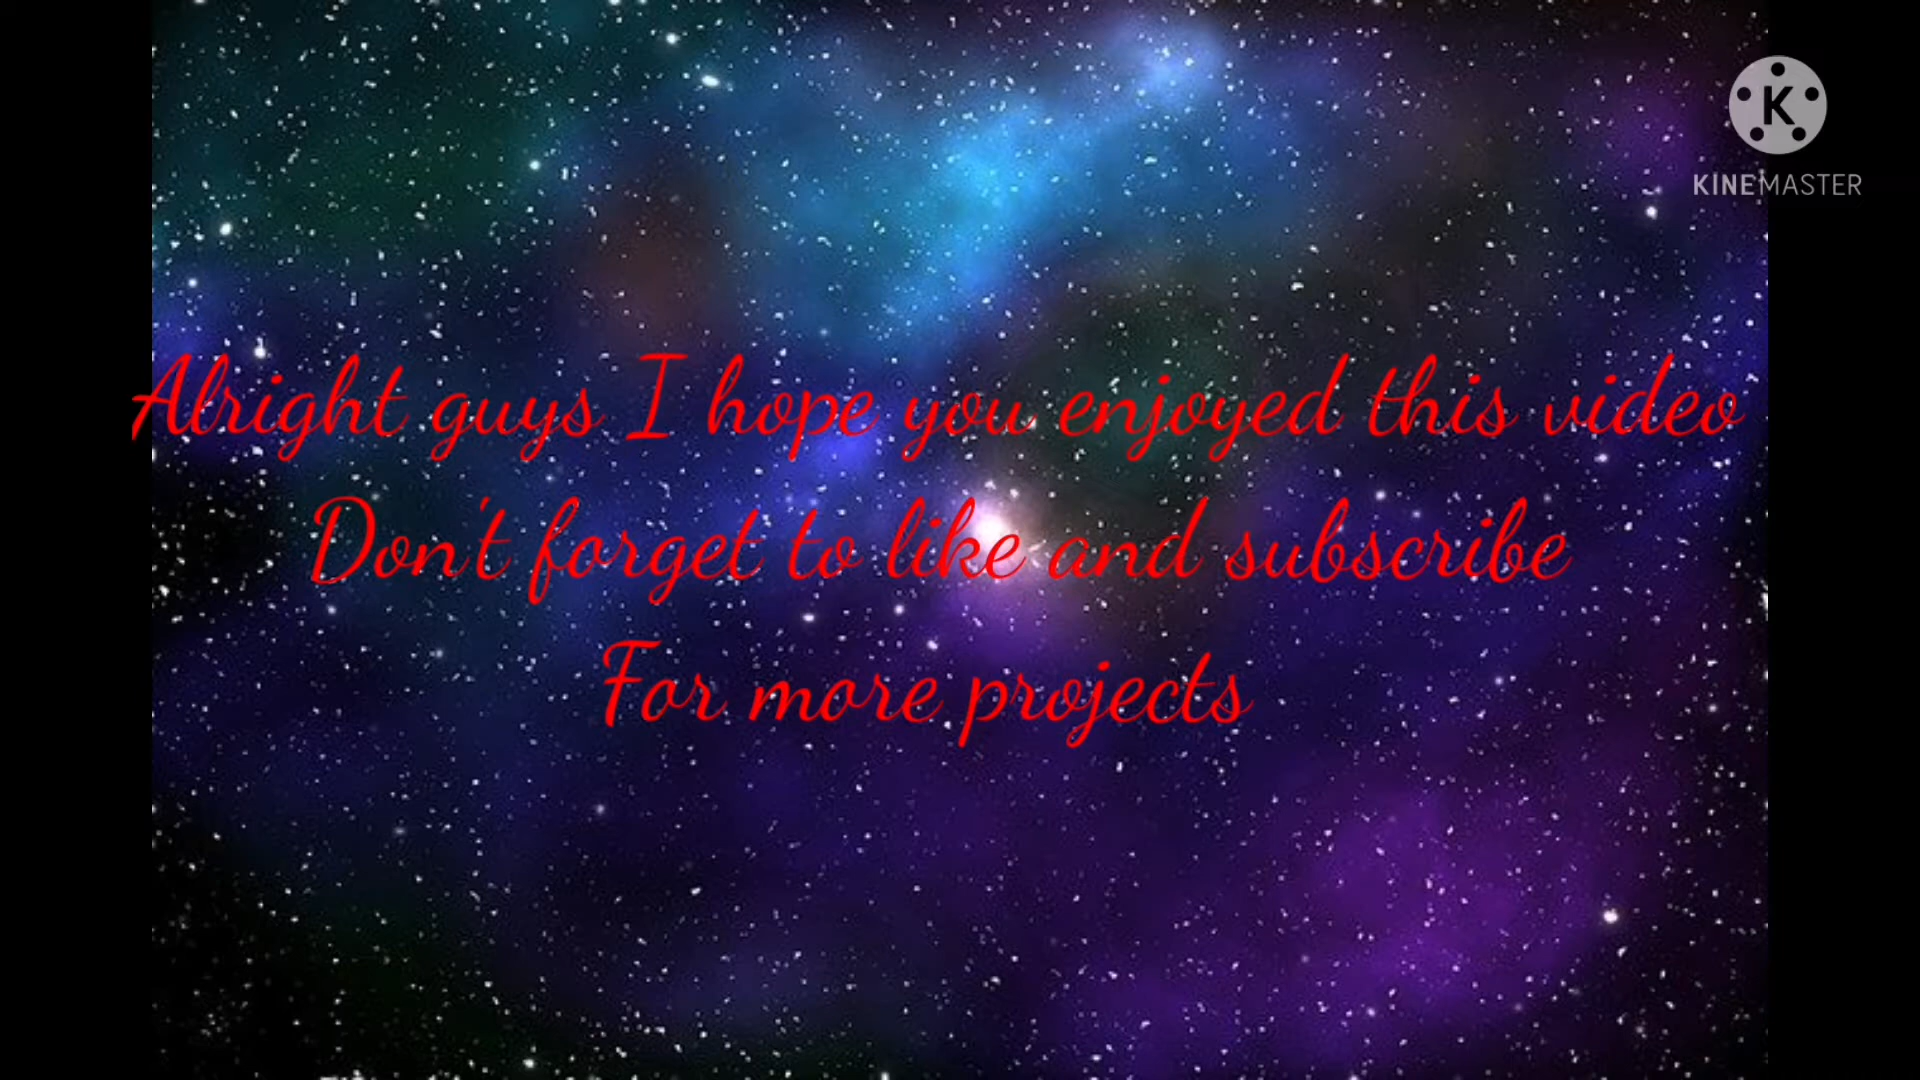 K
KINEMASTER
Alright guys I hope you enjoyed this video
Don't forget to like and subscribe
For more projects